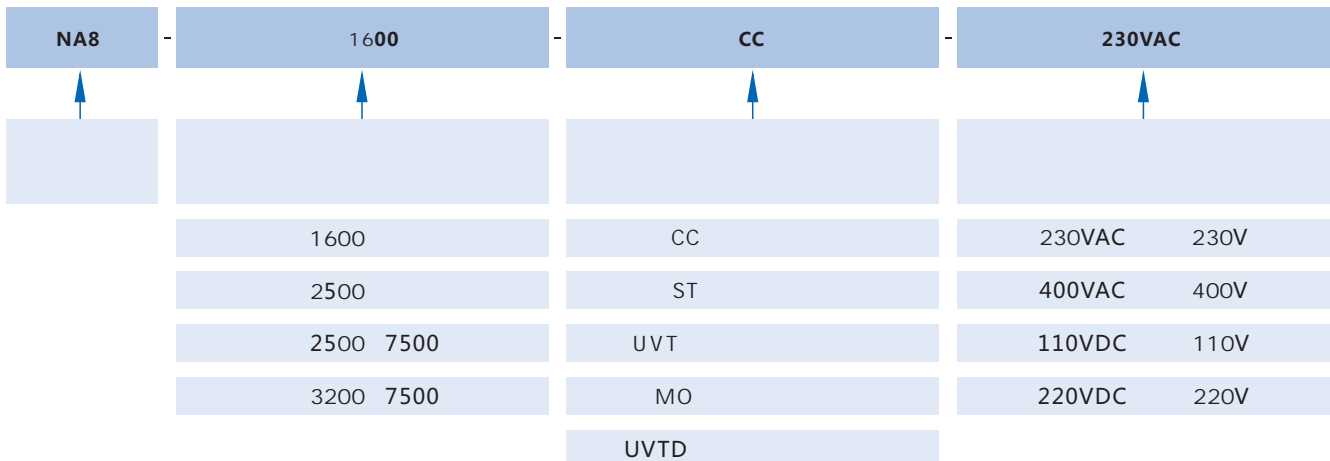 NA8 - 1600 - CC - 230VAC
1600 CC 230VAC 230V
2500 ST 400VAC 400V
2500 7500 UVT 110VDC 110V
3200 7500 MO 220VDC 220V
UVTD